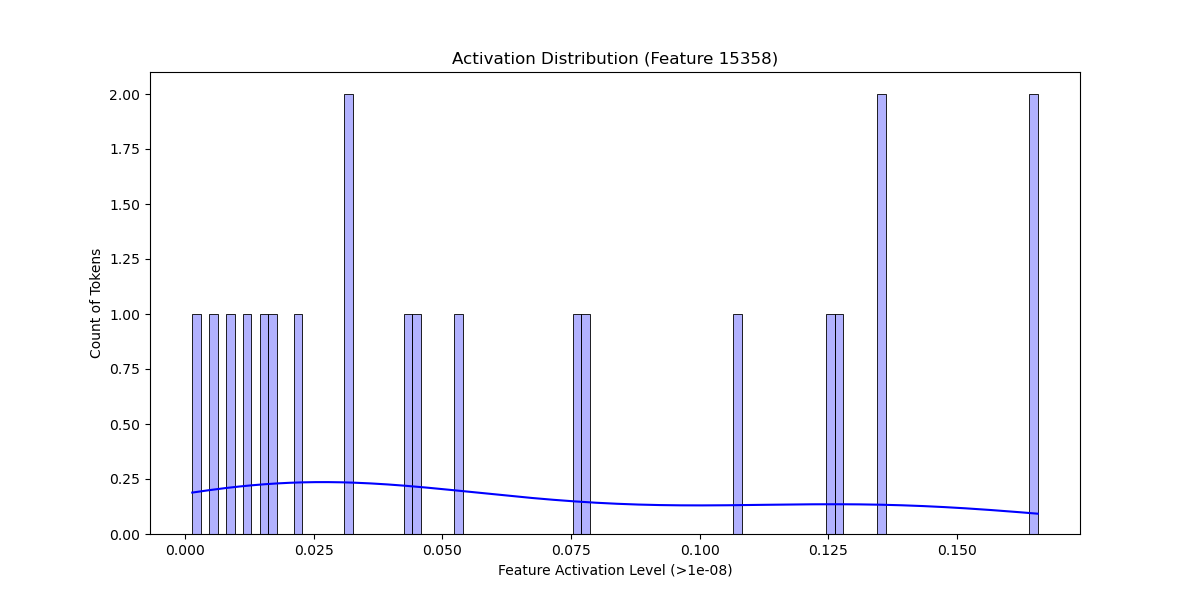 Activation Distribution (Feature 15358)
2.00
1.75
1.50
1.25
1.00
0.75
0.50
0.25
0.00
Count of Tokens
0.000 0.025 0.050 0.075 0.100 0.125 0.150
Feature Activation Level (>1e-08)